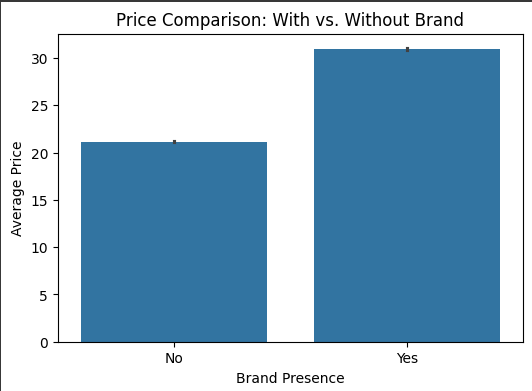 Price Comparison: With vs. Without Brand
30
25
20
15
10
5
0
Average Price
No Yes
Brand Presence